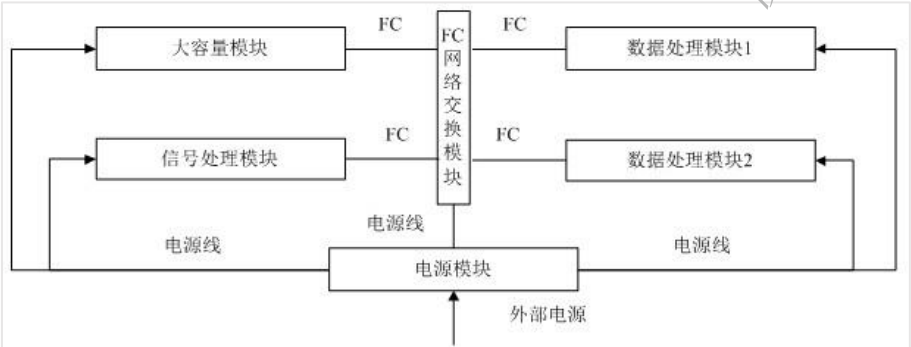 FC
FC
大容量模块
FC网络交换模块
数据处理模块1
FC
FC
信号处理模块
数据处理模块2
电源线
电源线
电源线
电源模块
外部电源